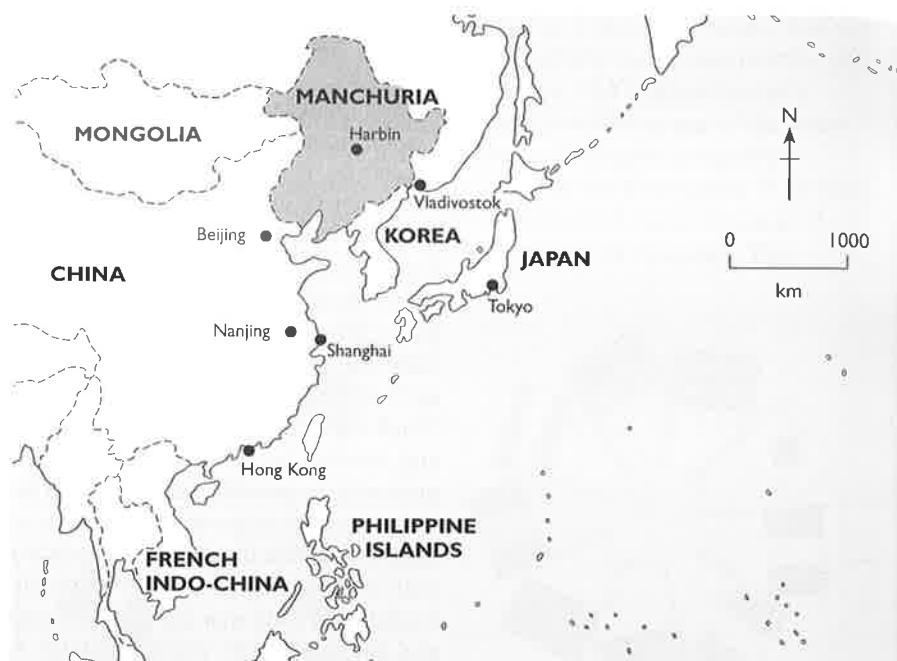 MANCHURIA
MONGOLIA
Harbin
N
Vladivostok
Beijing
KOREA
JAPAN
0 1000
km
CHINA
Tokyo
Nanjing
Shanghai
Hong Kong
PHILIPPINE
ISLANDS
FRENCH
INDO-CHINA